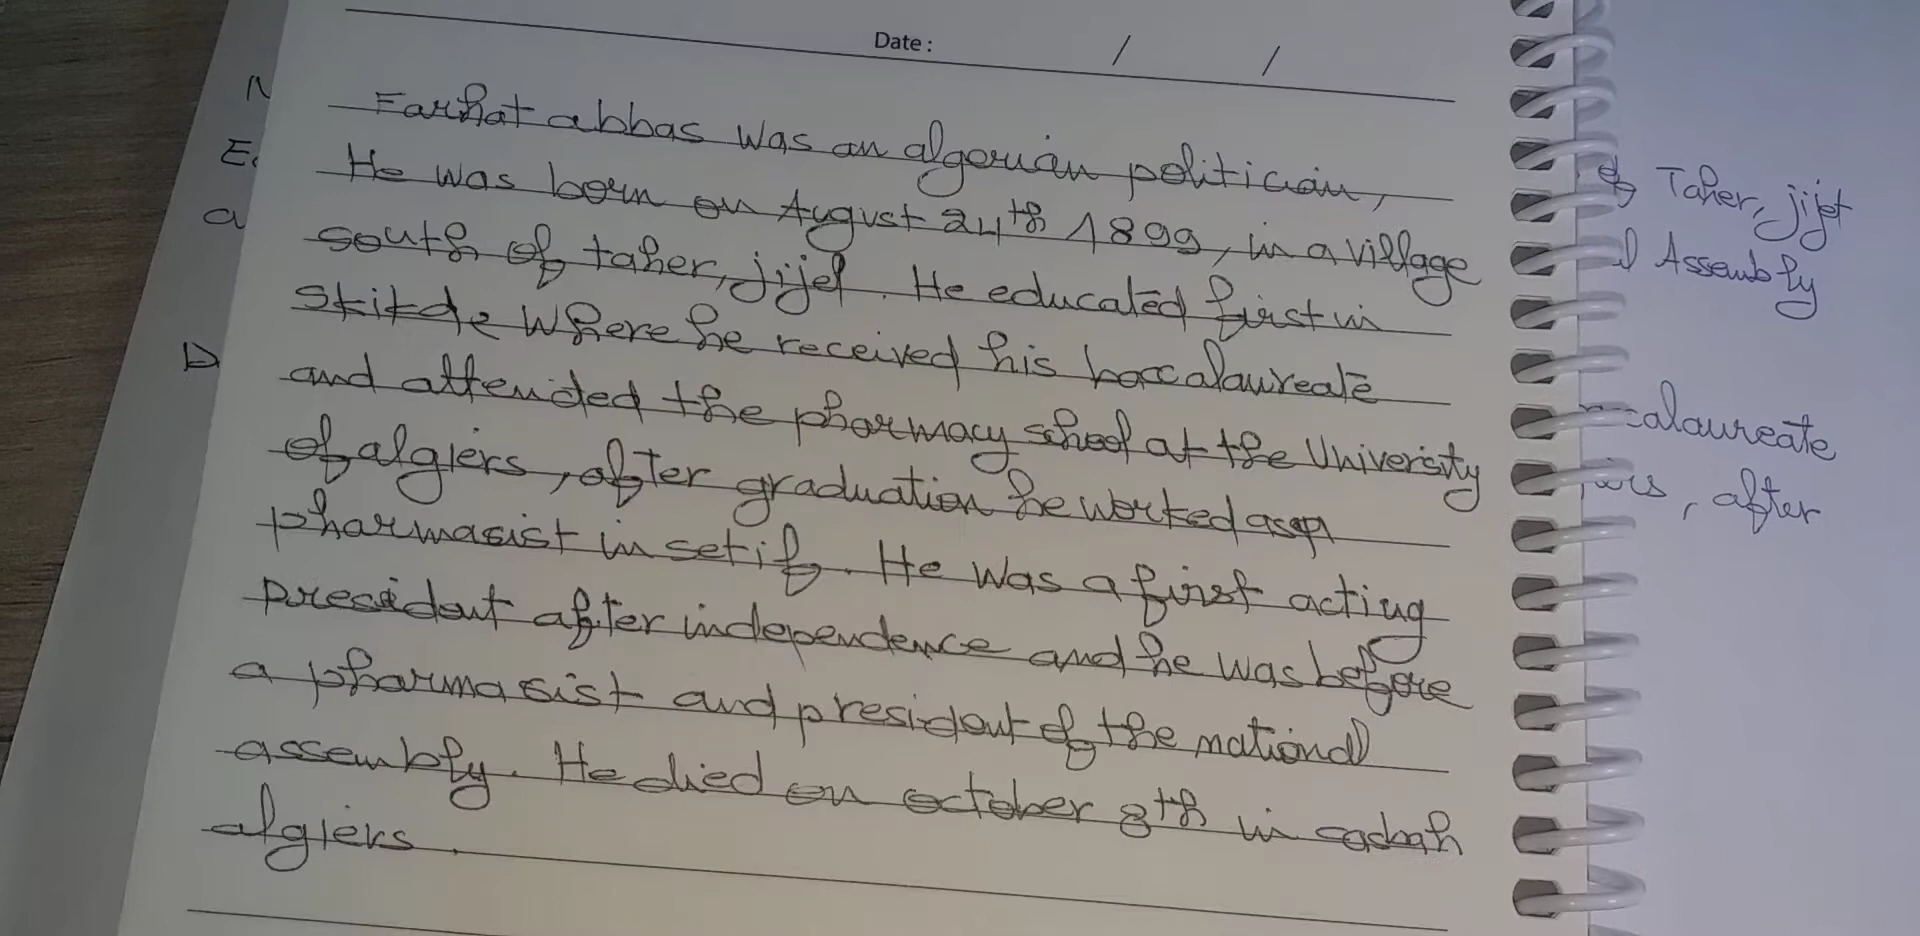 Date: / /
Farhat abbas was an algerian politician,
He was born on August 24th 1899, in a village
south of taher, jijel. He educated first in
skikde where he received his baccalaureate
and attended the pharmacy school at the University
of algiers, after graduation he worked as a
pharmasist in setif. He was a first acting
president after independence and he was before
a pharmasist and president of the national
assembly. He died on october 8th in
algiers.
Taher, jijel
Assembly
calaureate
, after